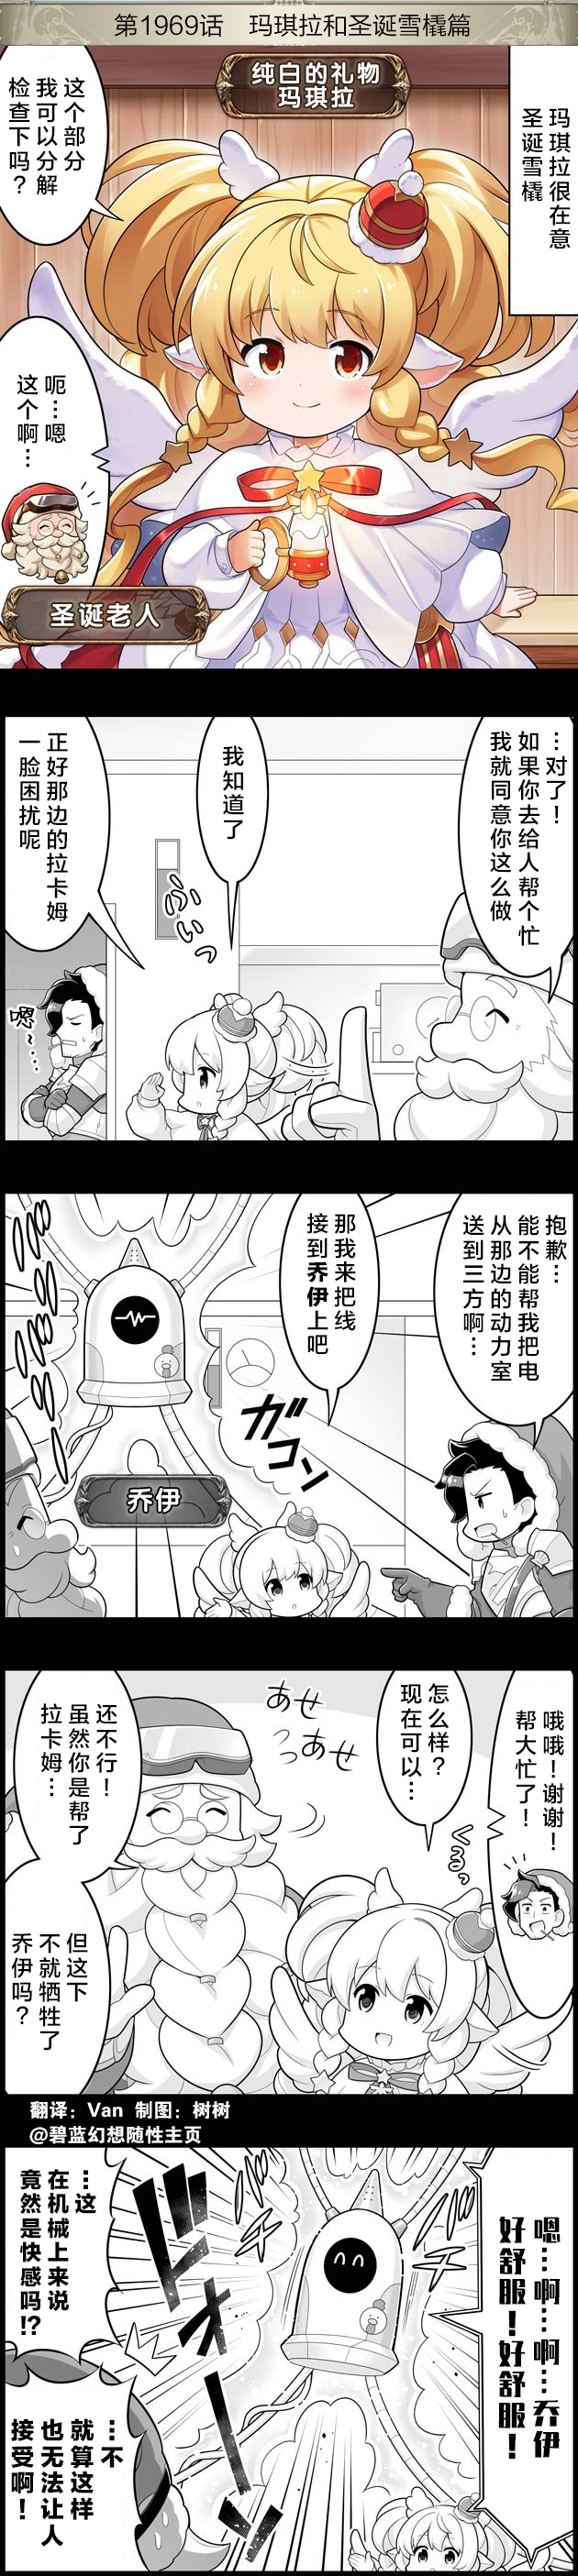 第1969话　玛琪拉和圣诞雪橇篇
纯白的礼物
玛琪拉
玛琪拉很在意
圣诞雪橇
这个部分
我可以分解
检查下吗？
呃…嗯
这个啊…
圣诞老人
…对了！
如果你去给人帮个忙
我就同意你这么做
我知道了
ふいっ
正好那边的拉卡姆
一脸困扰呢
嗯～…
抱歉…
能不能帮我把电
从那边的动力室
送到三方啊…
那我来把线
接到乔伊上吧
ガコン
乔伊
哦哦！谢谢！
帮大忙了！
怎么样？
现在可以…
くるっ
あせ
あせっ
还不行！
虽然你是帮了
拉卡姆…
但这下
不就牺牲了
乔伊吗？
翻译：Van 制图：树树
@碧蓝幻想随性主页
嗯…啊…啊…乔伊
好舒服！好舒服！
ドオーッ
…这
在机械上来说
竟然是快感吗!?
…不
就算这样
也无法让人
接受啊！